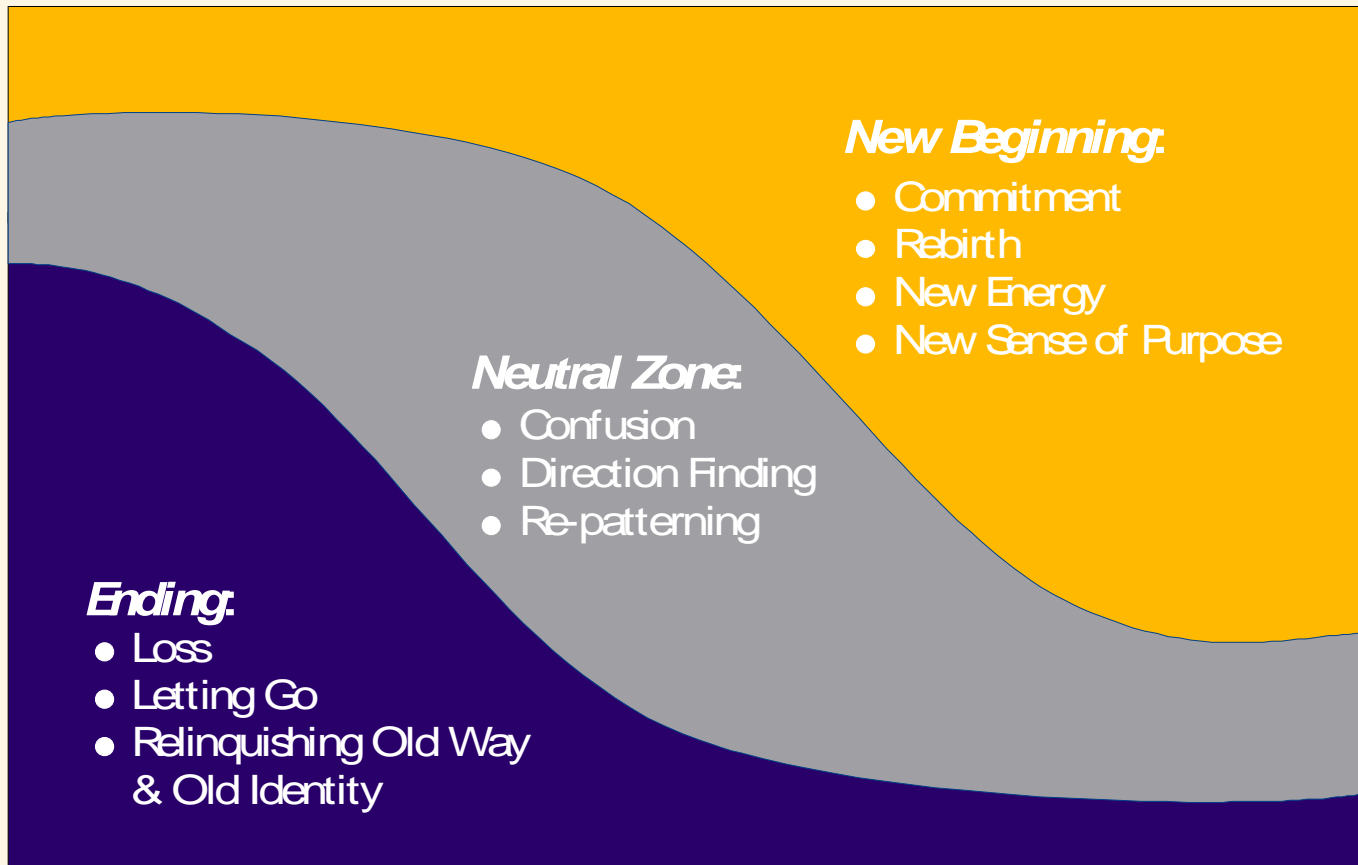 New Beginning:
● Commitment
● Rebirth
● New Energy
● New Sense of Purpose
Neutral Zone:
● Confusion
● Direction Finding
● Re-patterning
Ending:
● Loss
● Letting Go
● Relinquishing Old Way
& Old Identity